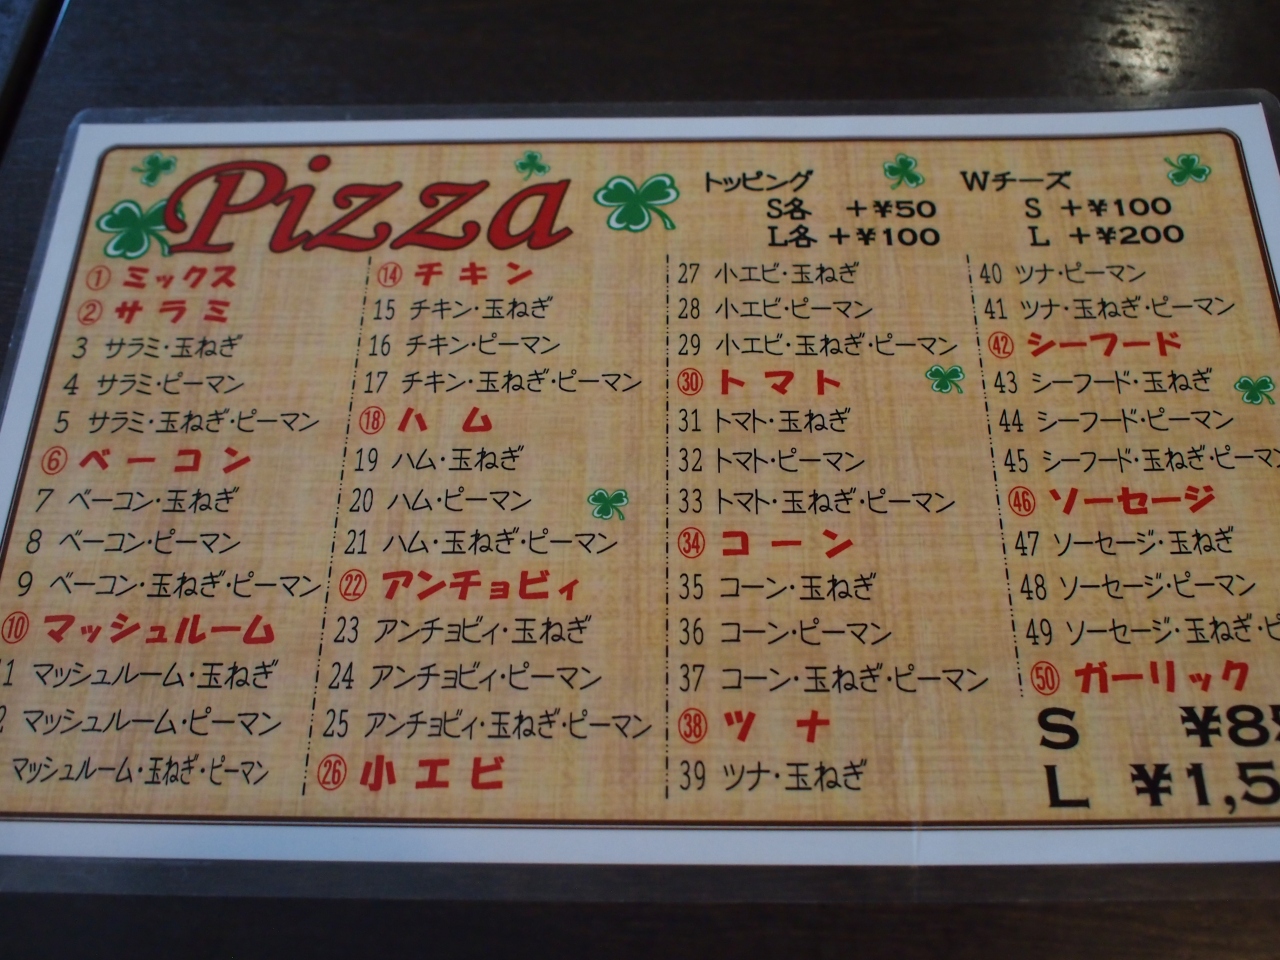 Pizza
トッピング
S各 +¥50
L各 +¥100
Wチーズ
S +¥100
L +¥200
① ミックス
② サラミ
3 サラミ・玉ねぎ
4 サラミ・ピーマン
5 サラミ・玉ねぎ・ピーマン
⑥ ベーコン
7 ベーコン・玉ねぎ
8 ベーコン・ピーマン
9 ベーコン・玉ねぎ・ピーマン
⑩ マッシュルーム
1 マッシュルーム・玉ねぎ
2 マッシュルーム・ピーマン
マッシュルーム・玉ねぎ・ピーマン
⑭ チキン
15 チキン・玉ねぎ
16 チキン・ピーマン
17 チキン・玉ねぎ・ピーマン
⑱ ハム
19 ハム・玉ねぎ
20 ハム・ピーマン
21 ハム・玉ねぎ・ピーマン
㉒ アンチョビィ
23 アンチョビィ・玉ねぎ
24 アンチョビィ・ピーマン
25 アンチョビィ・玉ねぎ・ピーマン
㉖ 小エビ
27 小エビ・玉ねぎ
28 小エビ・ピーマン
29 小エビ・玉ねぎ・ピーマン
㉚ トマト
31 トマト・玉ねぎ
32 トマト・ピーマン
33 トマト・玉ねぎ・ピーマン
㉞ コーン
35 コーン・玉ねぎ
36 コーン・ピーマン
37 コーン・玉ねぎ・ピーマン
㊳ ツナ
39 ツナ・玉ねぎ
40 ツナ・ピーマン
41 ツナ・玉ねぎ・ピーマン
㊷ シーフード
43 シーフード・玉ねぎ
44 シーフード・ピーマン
45 シーフード・玉ねぎ・ピーマン
㊻ ソーセージ
47 ソーセージ・玉ねぎ
48 ソーセージ・ピーマン
49 ソーセージ・玉ねぎ・ピ
㊿ ガーリック
S ¥8
L ¥1,5